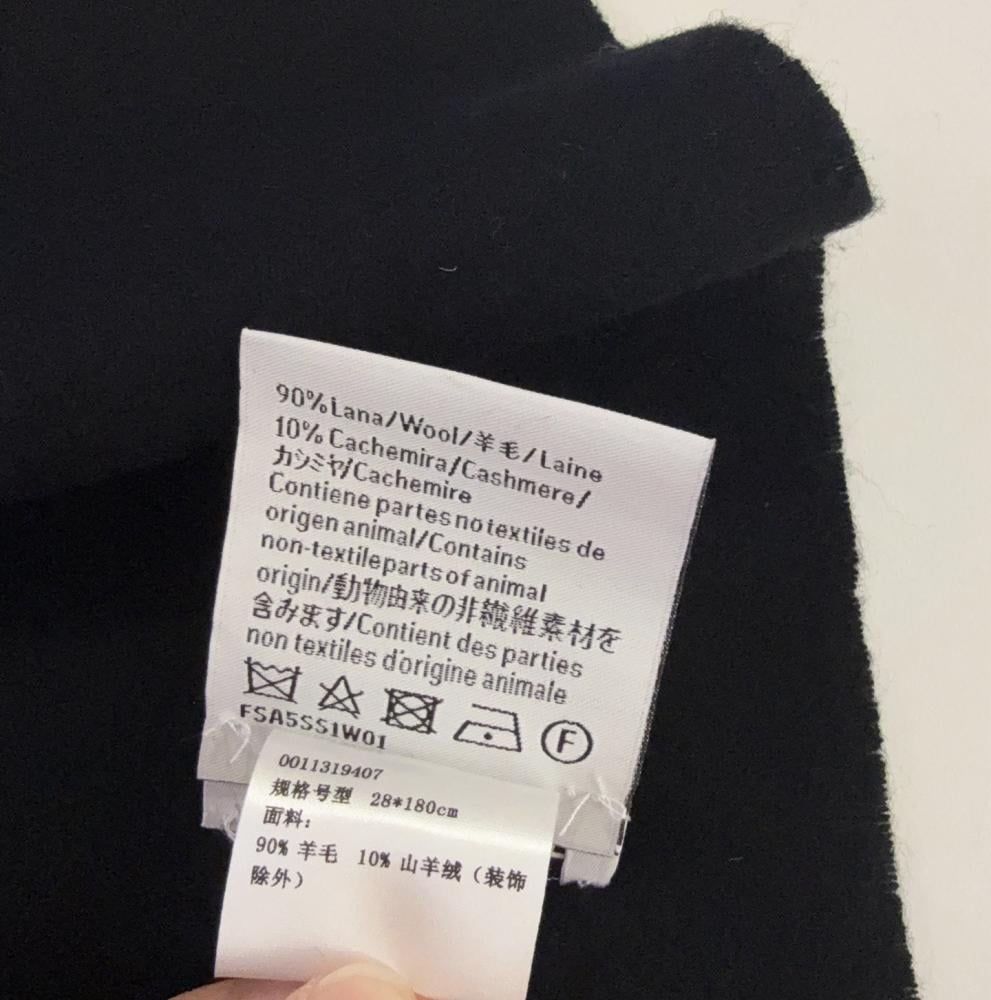 90% Lana/Wool/羊毛/Laine
10% Cachemira/Cashmere/
カシミヤ/Cachemire
Contiene partes no textiles de
origen animal/Contains
non-textile parts of animal
origin/動物由来の非繊維素材を
含みます/Contient des parties
non textiles d'origine animale
F
FSA5SS1W01
0011319407
规格号型 28*180cm
面料:
90% 羊毛 10% 山羊绒（装饰
除外）